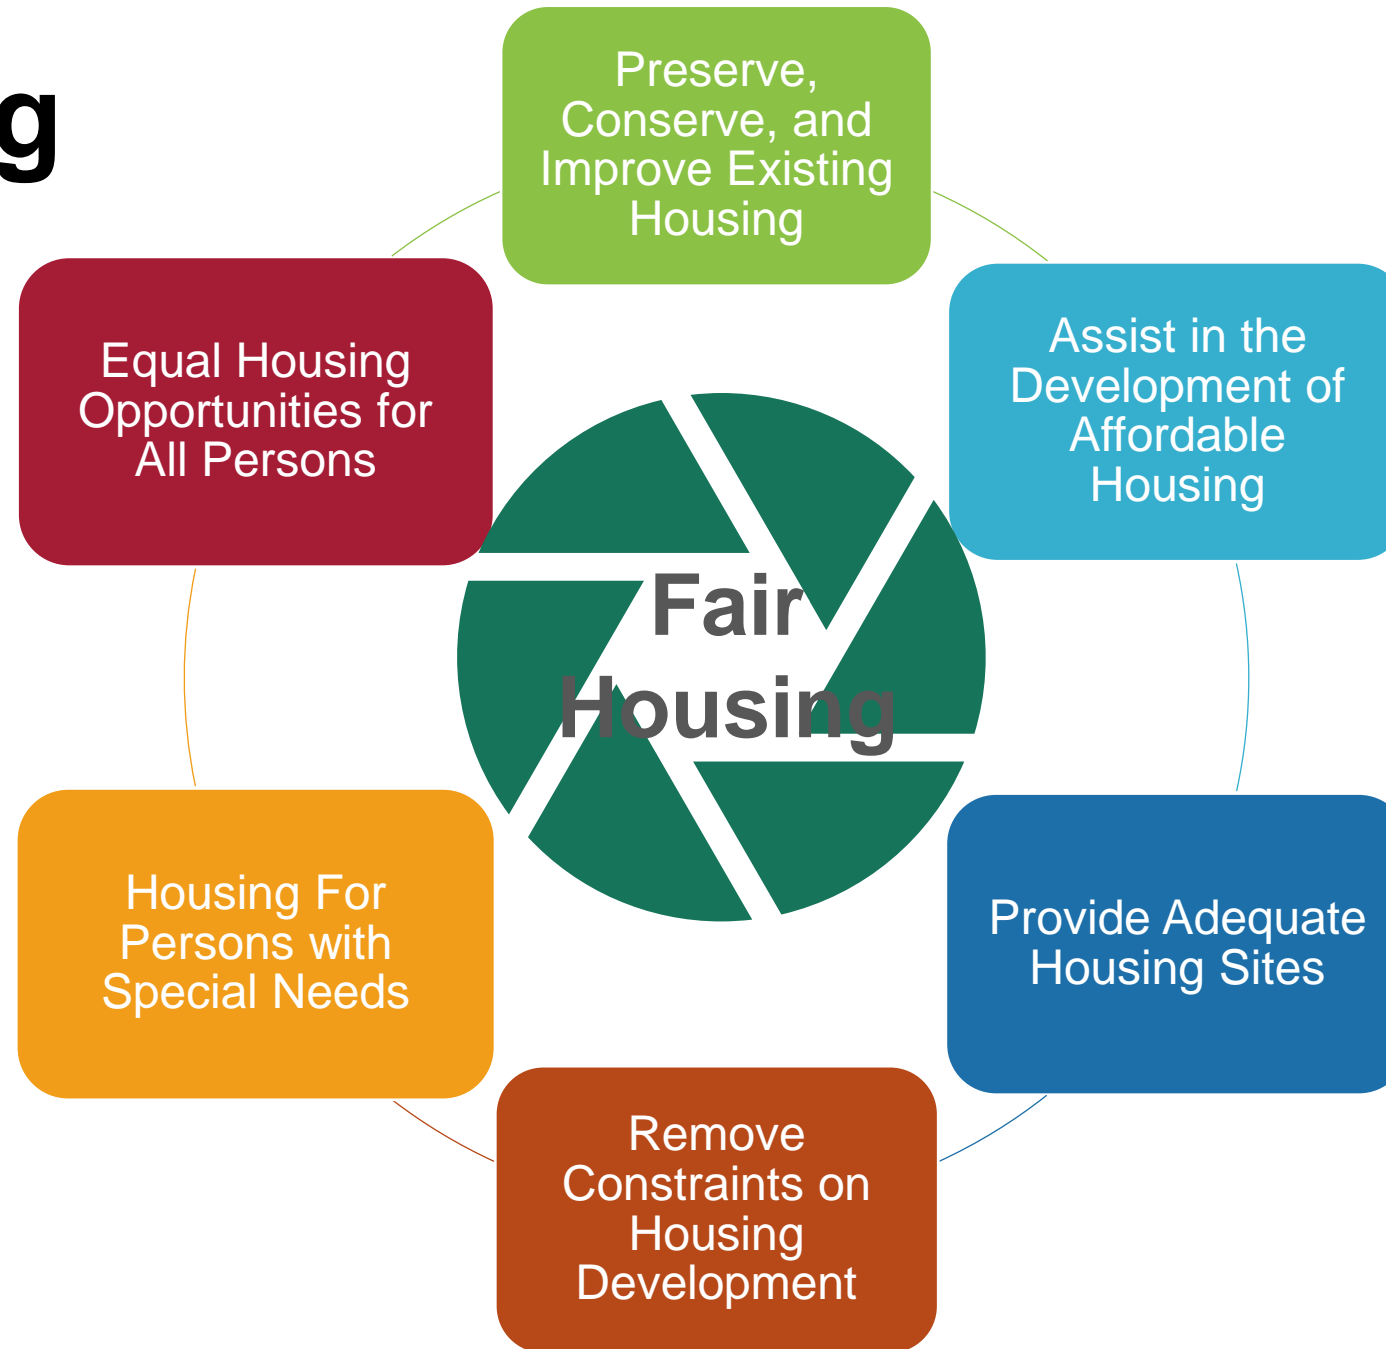 g
Preserve,
Conserve, and
Improve Existing
Housing
Equal Housing
Opportunities for
All Persons
Assist in the
Development of
Affordable
Housing
Fair
Housing
Housing For
Persons with
Special Needs
Provide Adequate
Housing Sites
Remove
Constraints on
Housing
Development